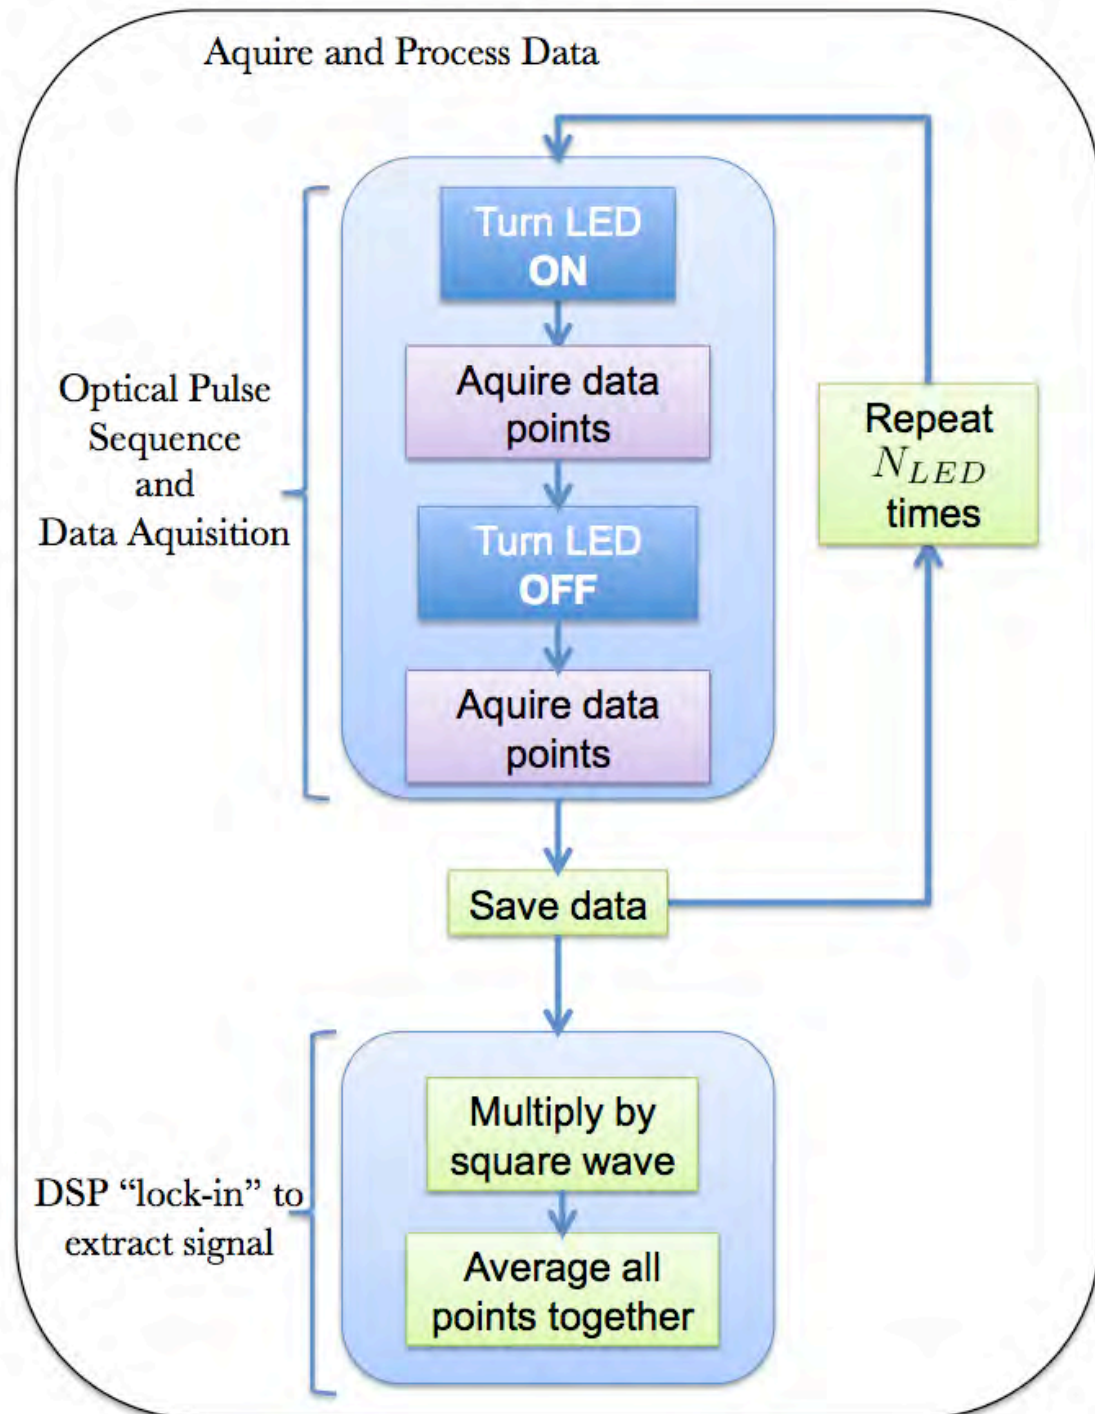 Aquire and Process Data
Turn LED
ON
Aquire data
points
Turn LED
OFF
Aquire data
points
Optical Pulse
Sequence
and
Data Aquisition
Repeat
N_{LED}
times
Save data
Multiply by
square wave
Average all
points together
DSP “lock-in” to
extract signal